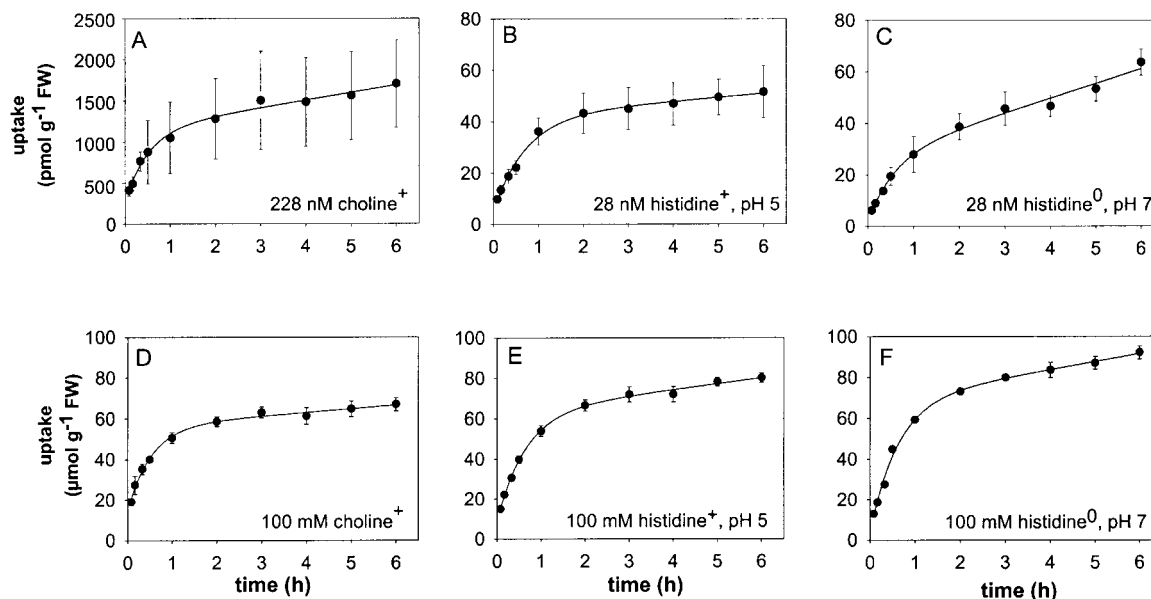 A
uptake
(pmol g⁻¹ FW)
2500
2000
1500
1000
500
0
228 nM choline⁺
0 1 2 3 4 5 6
B
80
60
40
20
0
28 nM histidine⁺, pH 5
0 1 2 3 4 5 6
C
80
60
40
20
0
28 nM histidine⁰, pH 7
0 1 2 3 4 5 6
D
uptake
(µmol g⁻¹ FW)
100
80
60
40
20
0
100 mM choline⁺
0 1 2 3 4 5 6
time (h)
E
100
80
60
40
20
0
100 mM histidine⁺, pH 5
0 1 2 3 4 5 6
time (h)
F
100
80
60
40
20
0
100 mM histidine⁰, pH 7
0 1 2 3 4 5 6
time (h)